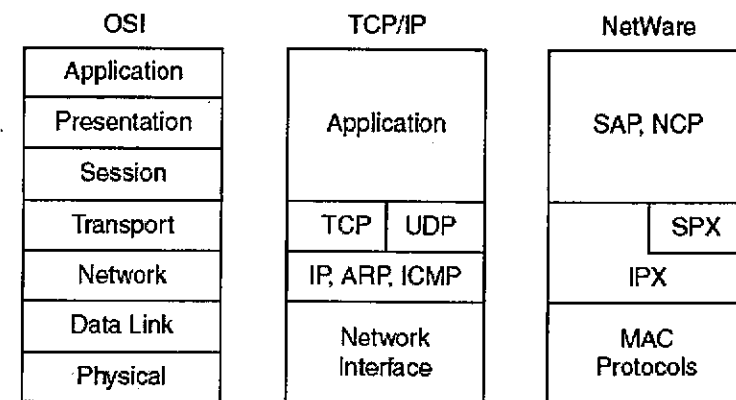 OSI
Application
Presentation
Session
Transport
Network
Data Link
Physical
TCP/IP
Application
TCP
UDP
IP, ARP, ICMP
Network
Interface
NetWare
SAP, NCP
SPX
IPX
MAC
Protocols